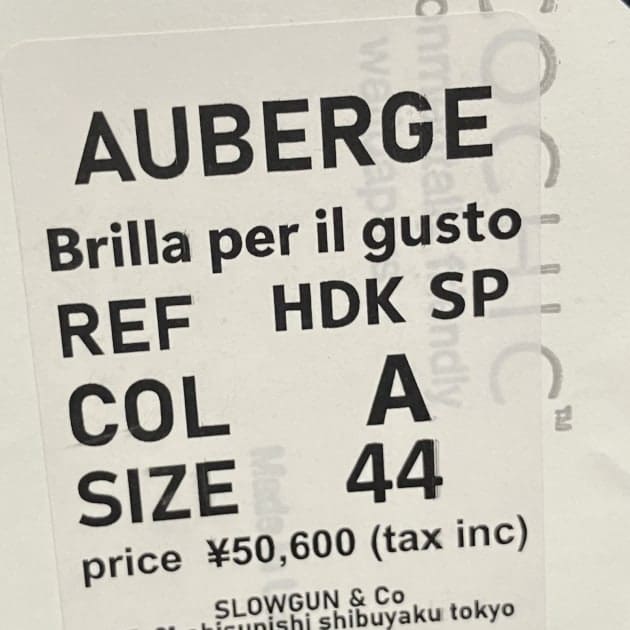 AUBERGE
Brilla per il gusto
REF HDK SP
COL A
SIZE 44
price ¥50,600 (tax inc)
SLOWGUN & Co
shibuyaku tokyo
TM